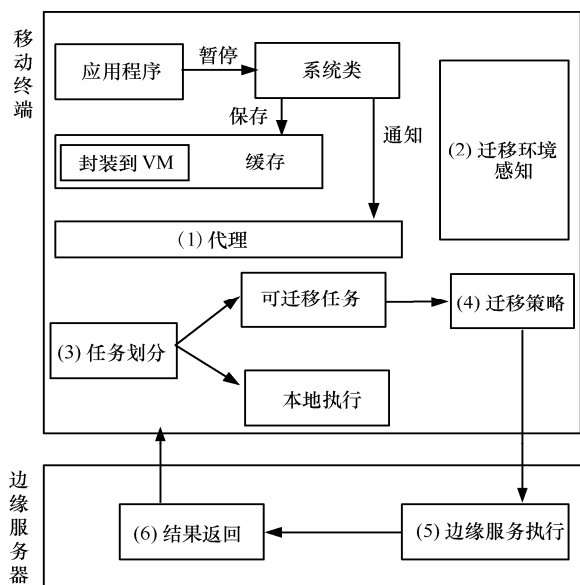 移动终端
应用程序
暂停
系统类
保存
通知
封装到 VM
缓存
(2) 迁移环境
感知
(1) 代理
可迁移任务
(4) 迁移策略
(3) 任务划分
本地执行
边缘服务器
(6) 结果返回
(5) 边缘服务执行